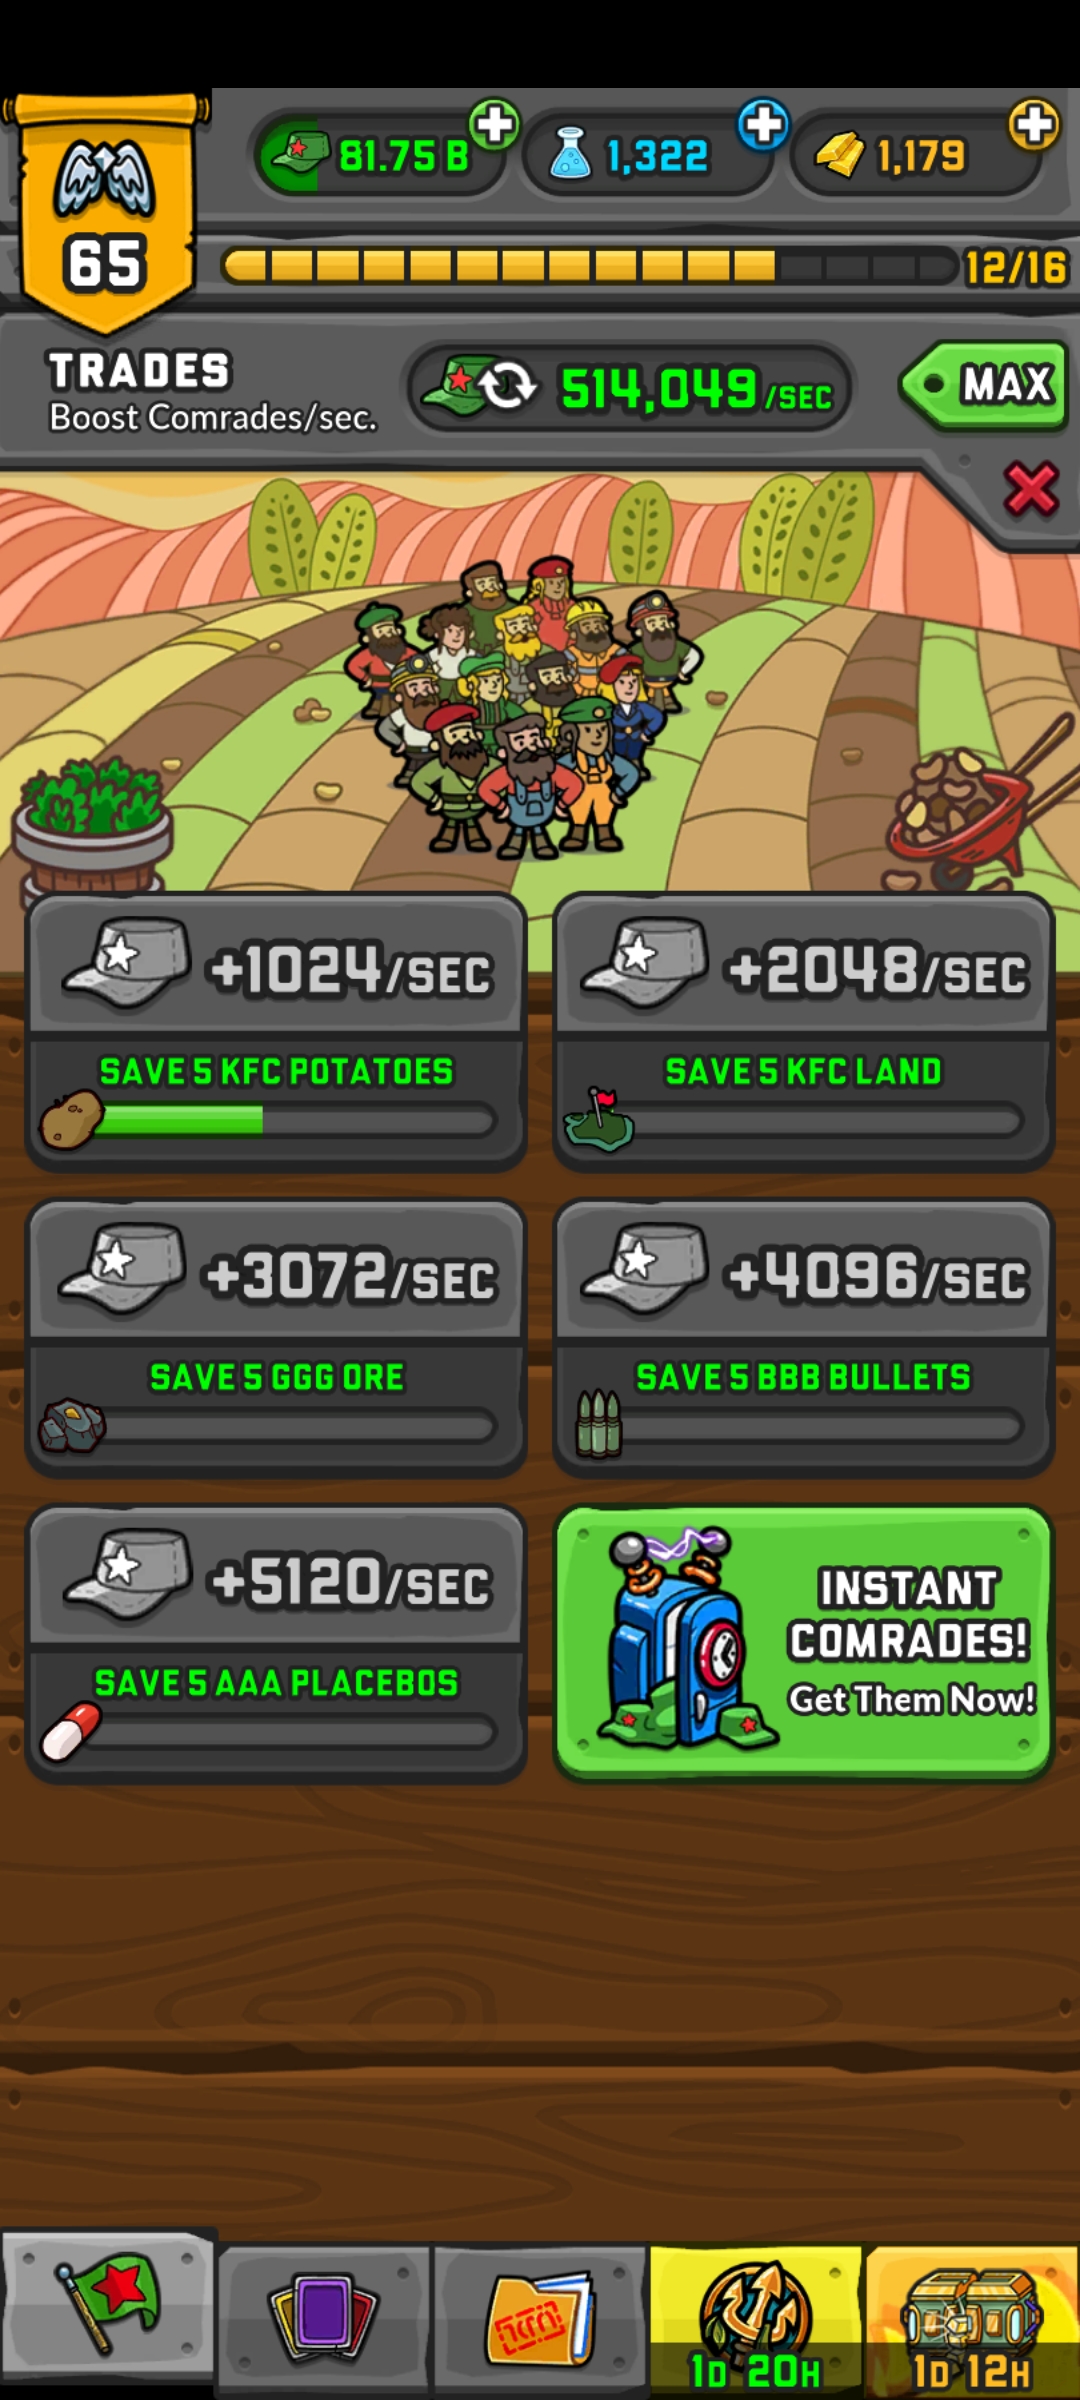 65
81.75 B
1,322
1,179
12/16
TRADES
Boost Comrades/sec.
514,049/SEC
MAX
+1024/SEC
SAVE 5 KFC POTATOES
+2048/SEC
SAVE 5 KFC LAND
+3072/SEC
SAVE 5 GGG ORE
+4096/SEC
SAVE 5 BBB BULLETS
+5120/SEC
SAVE 5 AAA PLACEBOS
INSTANT
COMRADES!
Get Them Now!
1D 20H
1D 12H